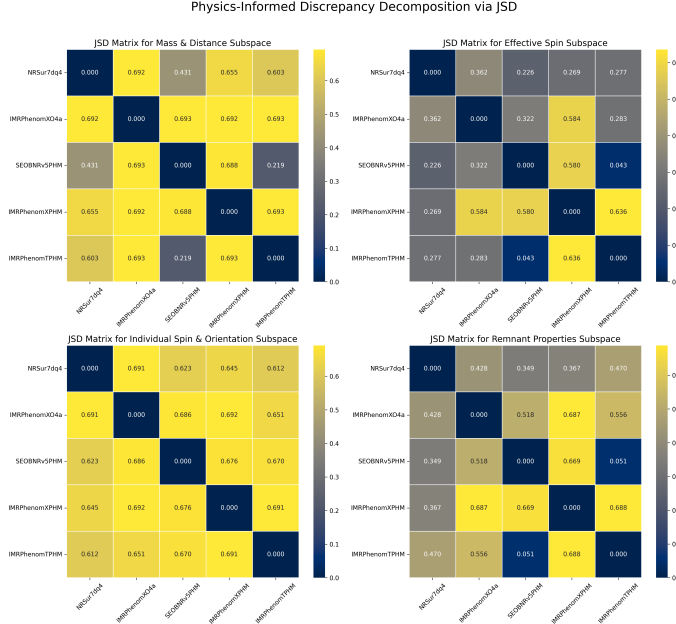 Physics-Informed Discrepancy Decomposition via JSD
JSD Matrix for Mass & Distance Subspace
NRSur7dq4 0.000 0.692 0.431 0.655 0.603
IMRPhenomXO4a 0.692 0.000 0.693 0.692 0.693
SEOBNRv5PHM 0.431 0.693 0.000 0.688 0.219
IMRPhenomXPHM 0.655 0.692 0.688 0.000 0.693
IMRPhenomTPHM 0.603 0.693 0.219 0.693 0.000
NRSur7dq4 IMRPhenomXO4a SEOBNRv5PHM IMRPhenomXPHM IMRPhenomTPHM
0.6
0.5
0.4
0.3
0.2
0.1
0.0
JSD Matrix for Effective Spin Subspace
NRSur7dq4 0.000 0.362 0.226 0.269 0.277
IMRPhenomXO4a 0.362 0.000 0.322 0.584 0.283
SEOBNRv5PHM 0.226 0.322 0.000 0.580 0.043
IMRPhenomXPHM 0.269 0.584 0.580 0.000 0.636
IMRPhenomTPHM 0.277 0.283 0.043 0.636 0.000
NRSur7dq4 IMRPhenomXO4a SEOBNRv5PHM IMRPhenomXPHM IMRPhenomTPHM
0
0
0
0
0
0
0
JSD Matrix for Individual Spin & Orientation Subspace
NRSur7dq4 0.000 0.691 0.623 0.645 0.612
IMRPhenomXO4a 0.691 0.000 0.686 0.692 0.651
SEOBNRv5PHM 0.623 0.686 0.000 0.676 0.670
IMRPhenomXPHM 0.645 0.692 0.676 0.000 0.691
IMRPhenomTPHM 0.612 0.651 0.670 0.691 0.000
NRSur7dq4 IMRPhenomXO4a SEOBNRv5PHM IMRPhenomXPHM IMRPhenomTPHM
0.6
0.5
0.4
0.3
0.2
0.1
0.0
JSD Matrix for Remnant Properties Subspace
NRSur7dq4 0.000 0.428 0.349 0.367 0.470
IMRPhenomXO4a 0.428 0.000 0.518 0.687 0.556
SEOBNRv5PHM 0.349 0.518 0.000 0.669 0.051
IMRPhenomXPHM 0.367 0.687 0.669 0.000 0.688
IMRPhenomTPHM 0.470 0.556 0.051 0.688 0.000
NRSur7dq4 IMRPhenomXO4a SEOBNRv5PHM IMRPhenomXPHM IMRPhenomTPHM
0
0
0
0
0
0
0